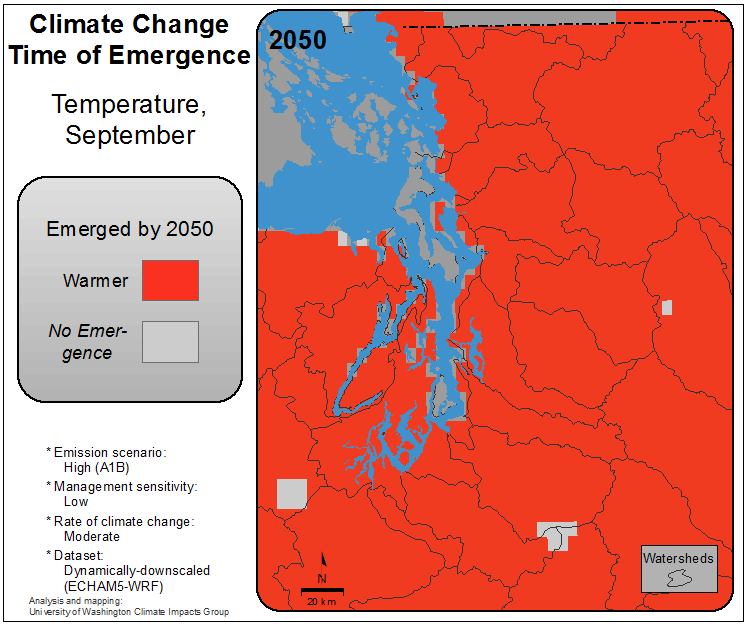 Climate Change
Time of Emergence
Temperature,
September
Emerged by 2050
Warmer
No Emer-
gence
* Emission scenario:
High (A1B)
* Management sensitivity:
Low
* Rate of climate change:
Moderate
* Dataset:
Dynamically-downscaled
(ECHAM5-WRF)
Analysis and mapping:
University of Washington Climate Impacts Group
2050
N
20 km
Watersheds